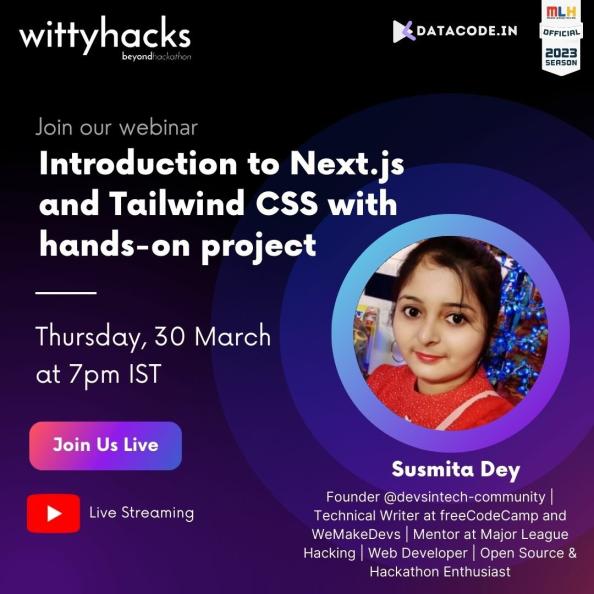 wittyhacks
beyondhackathon
DATACODE.IN
MLH
OFFICIAL
2023
SEASON
Join our webinar
Introduction to Next.js
and Tailwind CSS with
hands-on project
Thursday, 30 March
at 7pm IST
Join Us Live
Live Streaming
Susmita Dey
Founder @devsintech-community |
Technical Writer at freeCodeCamp and
WeMakeDevs | Mentor at Major League
Hacking | Web Developer | Open Source &
Hackathon Enthusiast